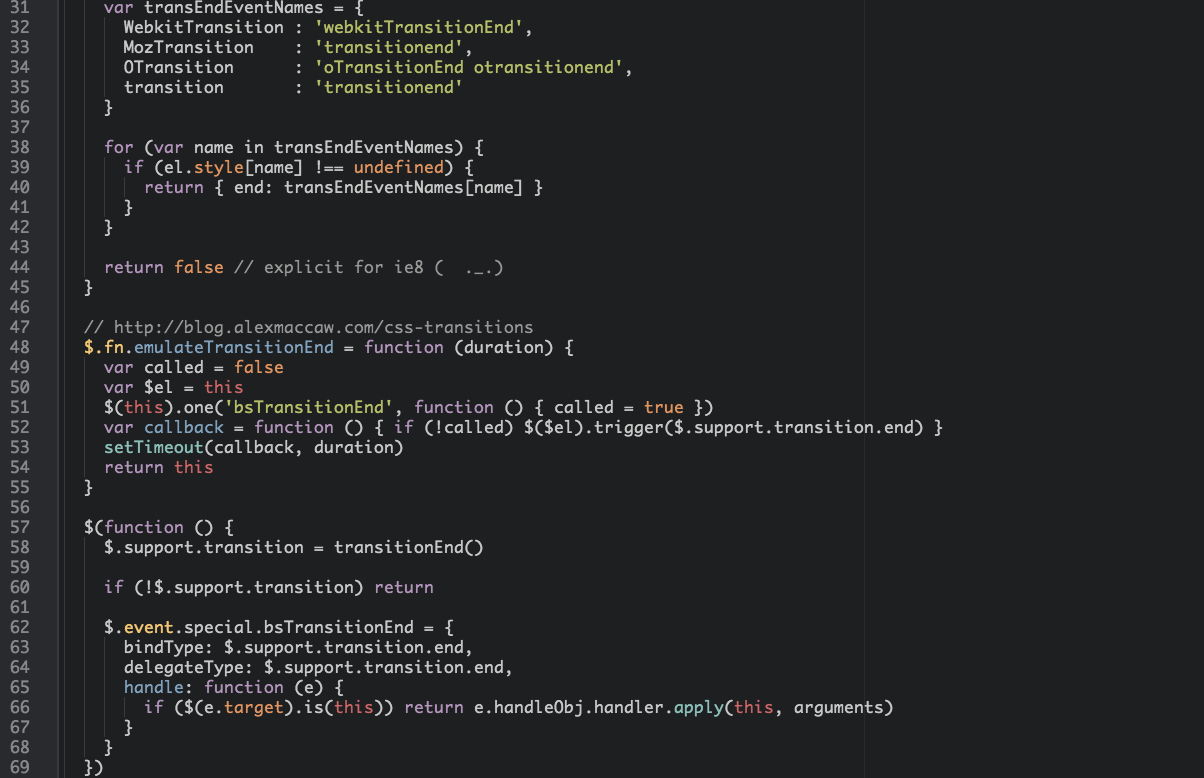 31 var transEndEventNames = {
32 WebkitTransition : 'webkitTransitionEnd',
33 MozTransition    : 'transitionend',
34 OTransition      : 'oTransitionEnd otransitionend',
35 transition       : 'transitionend'
36 }
37
38 for (var name in transEndEventNames) {
39 if (el.style[name] !== undefined) {
40 return { end: transEndEventNames[name] }
41 }
42 }
43
44 return false // explicit for ie8 (  ._.)
45 }
46
47 // http://blog.alexmaccaw.com/css-transitions
48 $.fn.emulateTransitionEnd = function (duration) {
49 var called = false
50 var $el = this
51 $(this).one('bsTransitionEnd', function () { called = true })
52 var callback = function () { if (!called) $($el).trigger($.support.transition.end) }
53 setTimeout(callback, duration)
54 return this
55 }
56
57 $(function () {
58 $.support.transition = transitionEnd()
59
60 if (!$.support.transition) return
61
62 $.event.special.bsTransitionEnd = {
63 bindType: $.support.transition.end,
64 delegateType: $.support.transition.end,
65 handle: function (e) {
66 if ($(e.target).is(this)) return e.handleObj.handler.apply(this, arguments)
67 }
68 }
69 })